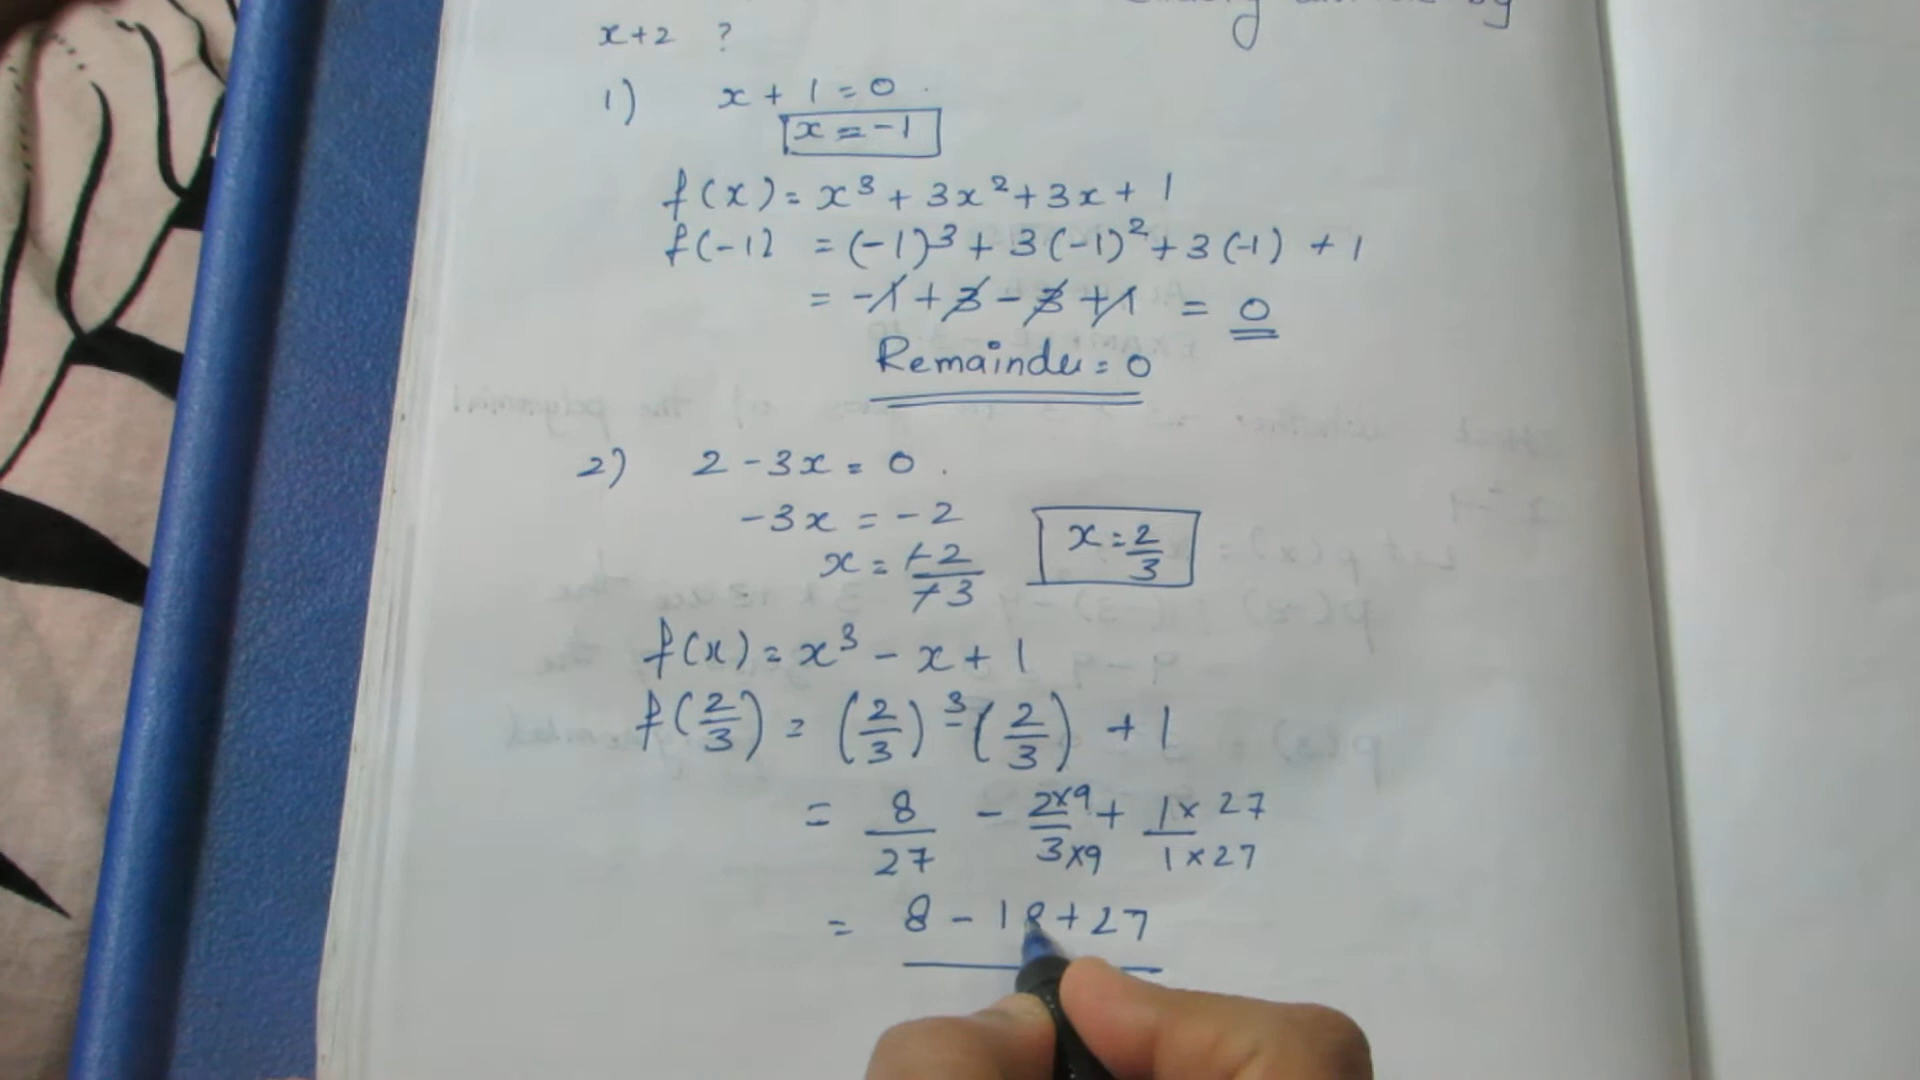 by
x+2 ?
1) x + 1 = 0 .
x = -1
f(x) = x³ + 3x² + 3x + 1
f(-1) = (-1)³ + 3(-1)² + 3(-1) + 1
= -1 + 3 - 3 + 1 = 0
Remainder = 0
2) 2 - 3x = 0 .
-3x = -2
x = -2/-3 x = 2/3
f(x) = x³ - x + 1
f(2/3) = (2/3)³ - (2/3) + 1
= 8/27 - 2×9/3×9 + 1×27/1×27
= 8 - 18 + 27